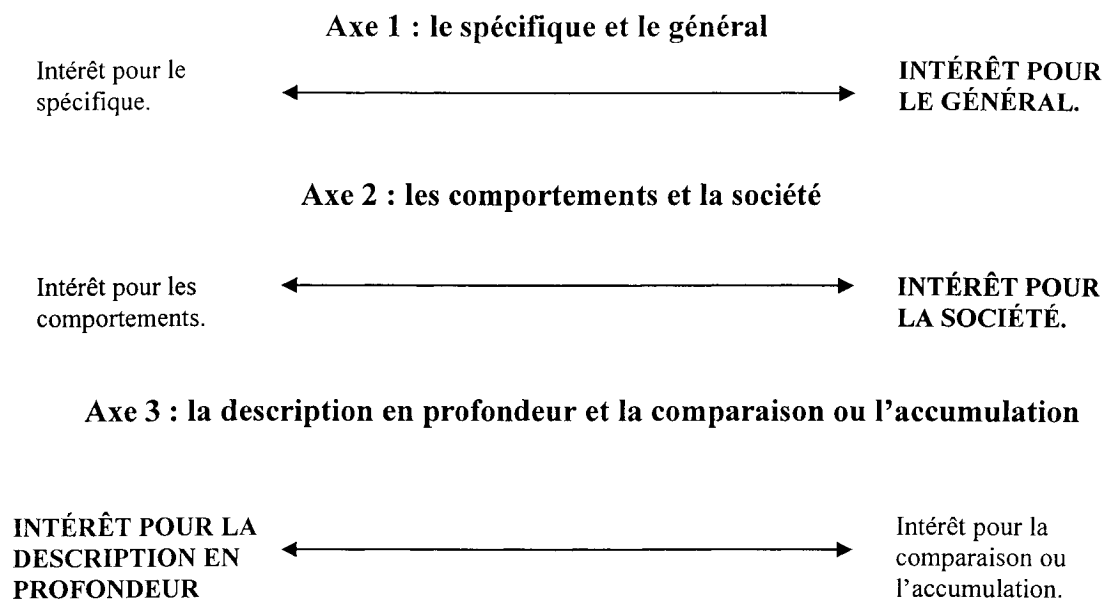 Axe 1 : le spécifique et le général
Intérêt pour le
spécifique.
INTÉRÊT POUR
LE GÉNÉRAL.
Axe 2 : les comportements et la société
Intérêt pour les
comportements.
INTÉRÊT POUR
LA SOCIÉTÉ.
Axe 3 : la description en profondeur et la comparaison ou l'accumulation
INTÉRÊT POUR LA
DESCRIPTION EN
PROFONDEUR
Intérêt pour la
comparaison ou
l'accumulation.